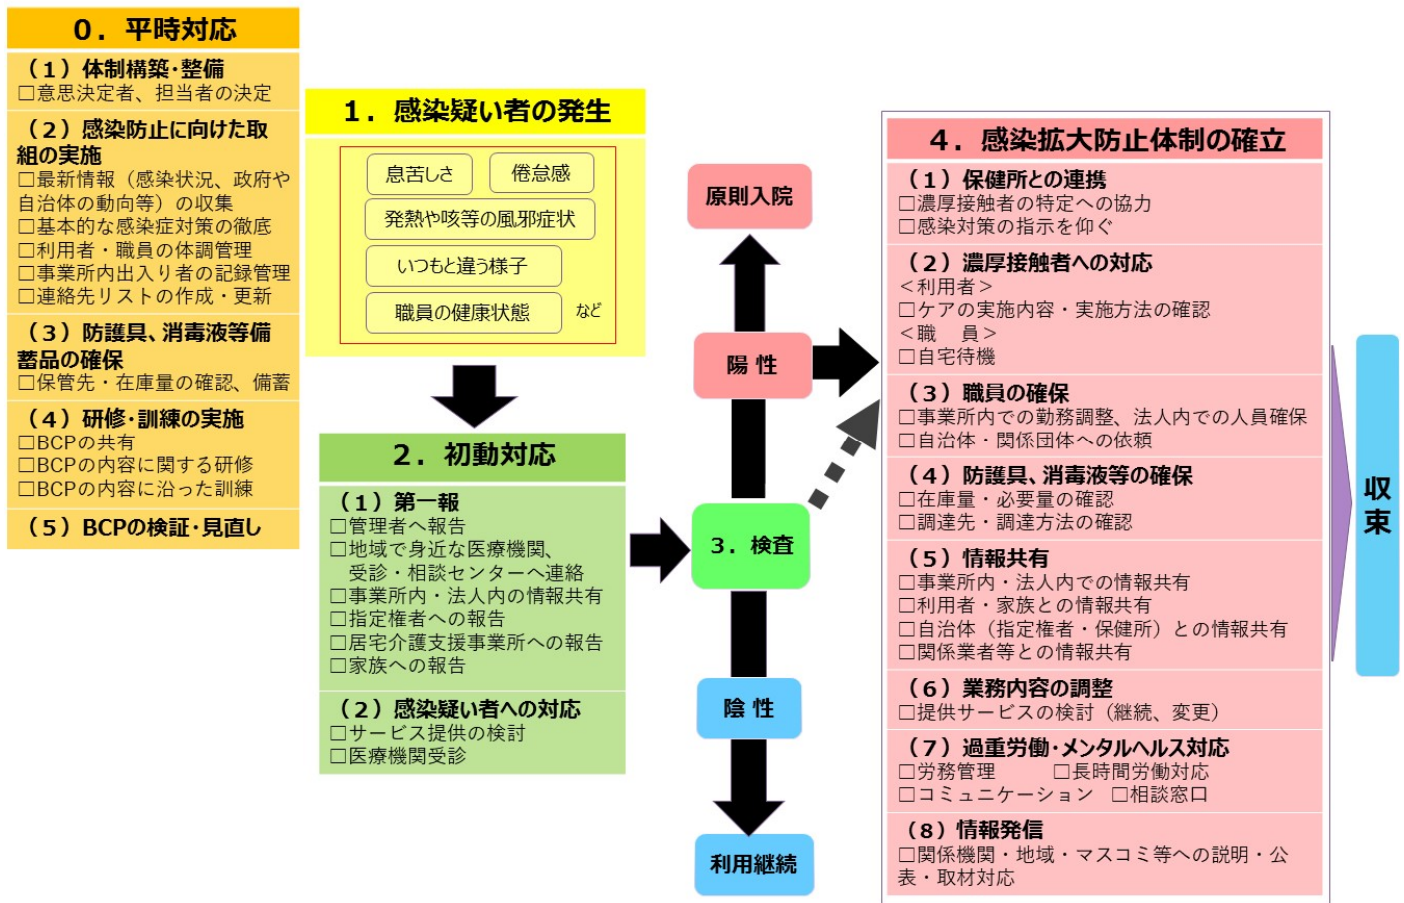 0．平時対応
（1）体制構築・整備
□意思決定者、担当者の決定
（2）感染防止に向けた取
組の実施
□最新情報（感染状況、政府や
自治体の動向等）の収集
□基本的な感染症対策の徹底
□利用者・職員の体調管理
□事業所内出入り者の記録管理
□連絡先リストの作成・更新
（3）防護具、消毒液等備
蓄品の確保
□保管先・在庫量の確認、備蓄
（4）研修・訓練の実施
□BCPの共有
□BCPの内容に関する研修
□BCPの内容に沿った訓練
（5）BCPの検証・見直し
1．感染疑い者の発生
息苦しさ
倦怠感
発熱や咳等の風邪症状
いつもと違う様子
職員の健康状態
など
2．初動対応
（1）第一報
□管理者へ報告
□地域で身近な医療機関、
受診・相談センターへ連絡
□事業所内・法人内の情報共有
□指定権者への報告
□居宅介護支援事業所への報告
□家族への報告
（2）感染疑い者への対応
□サービス提供の検討
□医療機関受診
原則入院
陽 性
3．検査
陰 性
利用継続
4．感染拡大防止体制の確立
（1）保健所との連携
□濃厚接触者の特定への協力
□感染対策の指示を仰ぐ
（2）濃厚接触者への対応
＜利用者＞
□ケアの実施内容・実施方法の確認
＜職　員＞
□自宅待機
（3）職員の確保
□事業所内での勤務調整、法人内での人員確保
□自治体・関係団体への依頼
（4）防護具、消毒液等の確保
□在庫量・必要量の確認
□調達先・調達方法の確認
（5）情報共有
□事業所内・法人内での情報共有
□利用者・家族との情報共有
□自治体（指定権者・保健所）との情報共有
□関係業者等との情報共有
（6）業務内容の調整
□提供サービスの検討（継続、変更）
（7）過重労働・メンタルヘルス対応
□労務管理　　　□長時間労働対応
□コミュニケーション　□相談窓口
（8）情報発信
□関係機関・地域・マスコミ等への説明・公
表・取材対応
収束